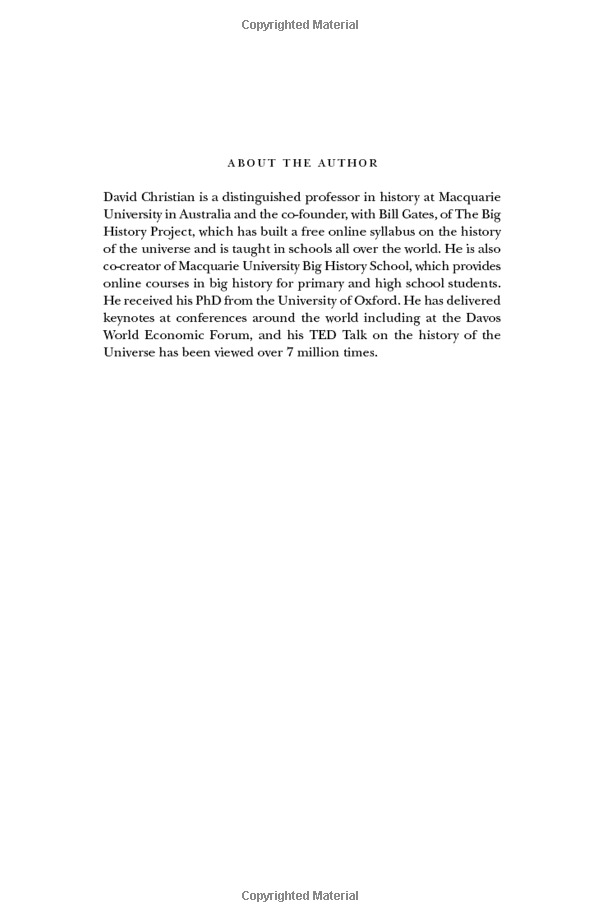 Copyrighted Material
ABOUT THE AUTHOR
David Christian is a distinguished professor in history at Macquarie
University in Australia and the co-founder, with Bill Gates, of The Big
History Project, which has built a free online syllabus on the history
of the universe and is taught in schools all over the world. He is also
co-creator of Macquarie University Big History School, which provides
online courses in big history for primary and high school students.
He received his PhD from the University of Oxford. He has delivered
keynotes at conferences around the world including at the Davos
World Economic Forum, and his TED Talk on the history of the
Universe has been viewed over 7 million times.
Copyrighted Material